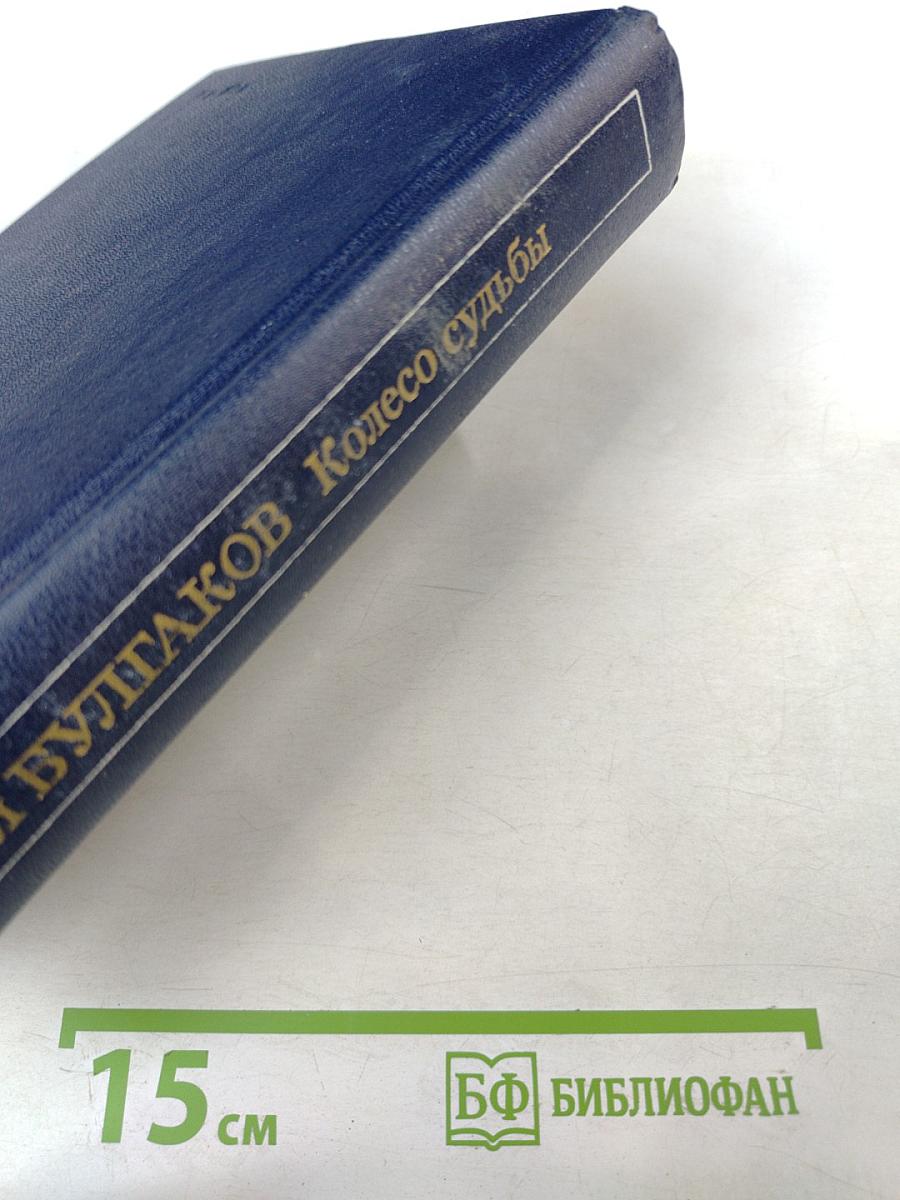 БУЛГАКОВ Колесо судьбы
15 см
БФ БИБЛИОФАН